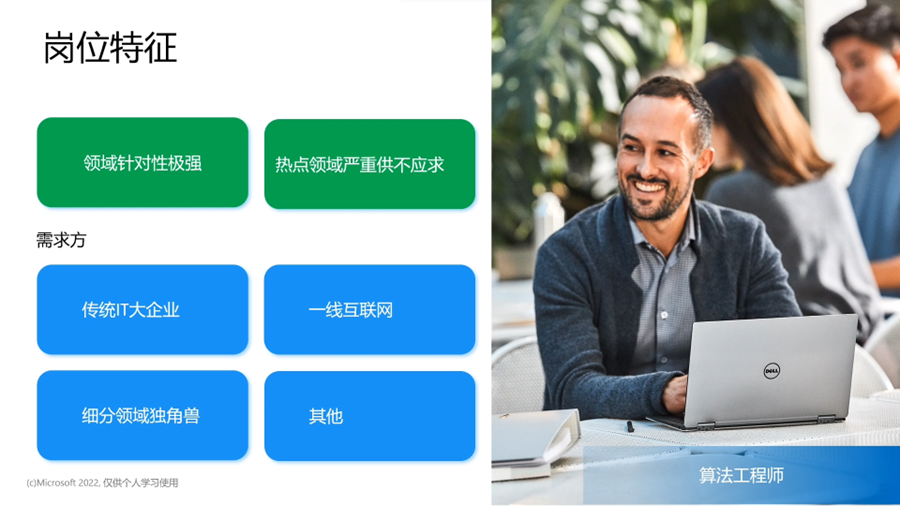 岗位特征
领域针对性极强
热点领域严重供不应求
需求方
传统IT大企业
一线互联网
细分领域独角兽
其他
(c)Microsoft 2022, 仅供个人学习使用
DELL
算法工程师